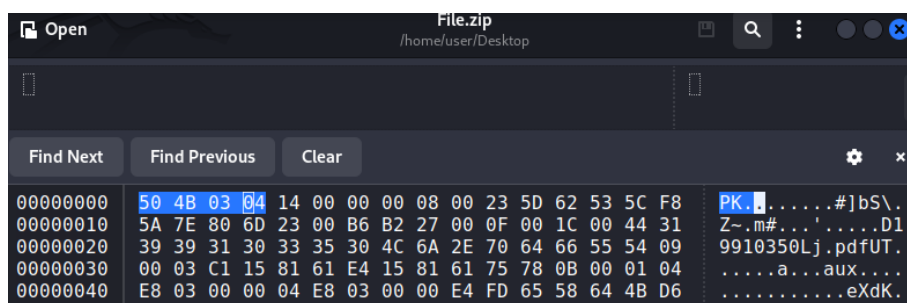 Open
File.zip
/home/user/Desktop
Find Next Find Previous Clear
00000000 50 4B 03 04 14 00 00 00 08 00 23 5D 62 53 5C F8 PK........#]bS\.
00000010 5A 7E 80 6D 23 00 B6 B2 27 00 0F 00 1C 00 44 31 Z~.m#...'.....D1
00000020 39 39 31 30 33 35 30 4C 6A 2E 70 64 66 55 54 09 9910350Lj.pdfUT.
00000030 00 03 C1 15 81 61 E4 15 81 61 75 78 0B 00 01 04 .....a...aux....
00000040 E8 03 00 00 04 E8 03 00 00 E4 FD 65 58 64 4B D6 ...........eXdK.